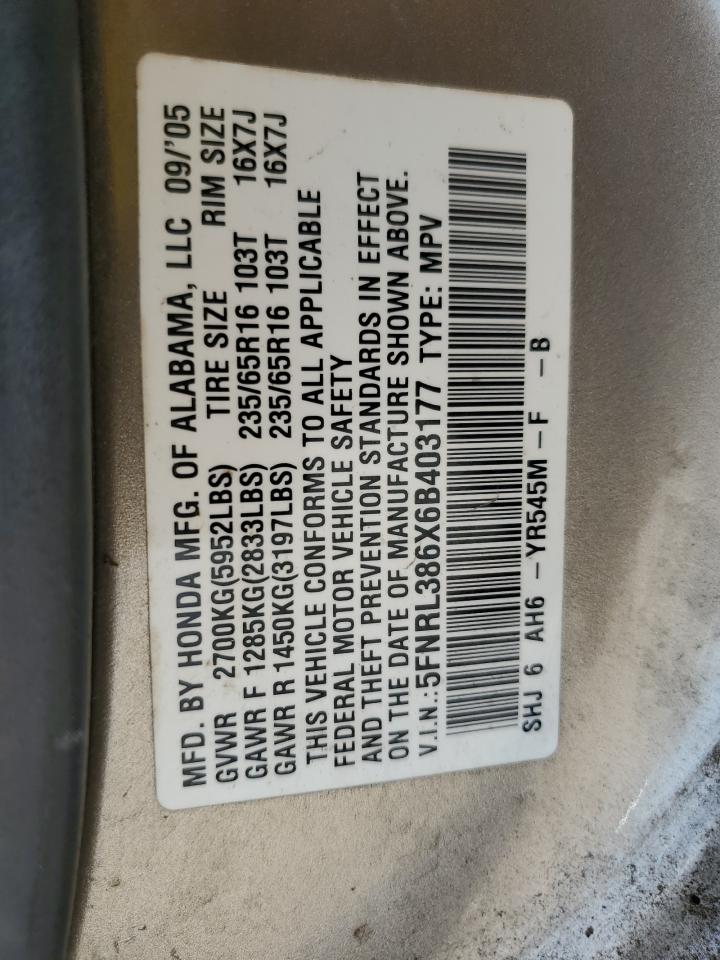 MFD. BY HONDA MFG. OF ALABAMA, LLC 09/'05
GVWR 2700KG(5952LBS) TIRE SIZE RIM SIZE
GAWR F 1285KG(2833LBS) 235/65R16 103T 16X7J
GAWR R 1450KG(3197LBS) 235/65R16 103T 16X7J
THIS VEHICLE CONFORMS TO ALL APPLICABLE
FEDERAL MOTOR VEHICLE SAFETY
AND THEFT PREVENTION STANDARDS IN EFFECT
ON THE DATE OF MANUFACTURE SHOWN ABOVE.
V.I.N.:5FNRL386X6B403177 TYPE: MPV
SHJ 6 AH6 -YR545M-F -B